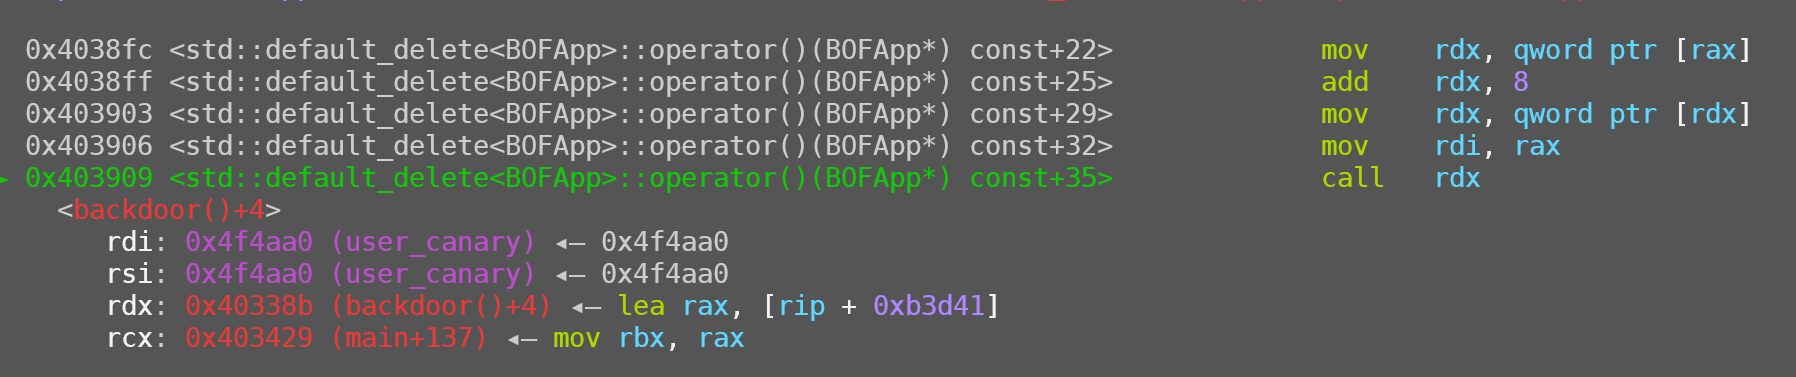 0x4038fc <std::default_delete<BOFApp>::operator()(BOFApp*) const+22> mov rdx, qword ptr [rax]
0x4038ff <std::default_delete<BOFApp>::operator()(BOFApp*) const+25> add rdx, 8
0x403903 <std::default_delete<BOFApp>::operator()(BOFApp*) const+29> mov rdx, qword ptr [rdx]
0x403906 <std::default_delete<BOFApp>::operator()(BOFApp*) const+32> mov rdi, rax
► 0x403909 <std::default_delete<BOFApp>::operator()(BOFApp*) const+35> call rdx
<backdoor()+4>
rdi: 0x4f4aa0 (user_canary) ◂— 0x4f4aa0
rsi: 0x4f4aa0 (user_canary) ◂— 0x4f4aa0
rdx: 0x40338b (backdoor()+4) ◂— lea rax, [rip + 0xb3d41]
rcx: 0x403429 (main+137) ◂— mov rbx, rax